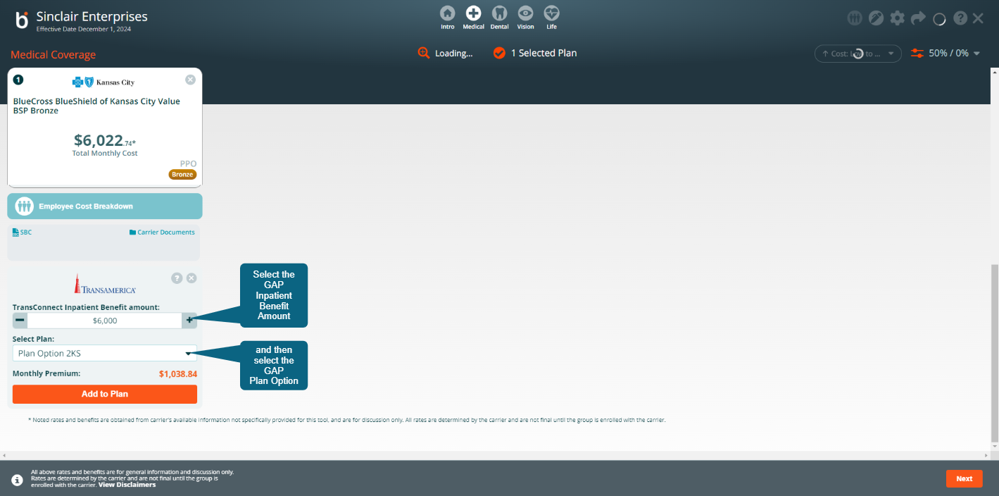 Sinclair Enterprises
Effective Date December 1, 2024
Intro
Medical
Dental
Vision
Life
Medical Coverage
Loading...
1 Selected Plan
Cost: Low to ...
50% / 0%
1
Kansas City
BlueCross BlueShield of Kansas City Value
BSP Bronze
$6,022.74*
Total Monthly Cost
PPO
Bronze
Employee Cost Breakdown
SBC
Carrier Documents
TRANSAMERICA
TransConnect Inpatient Benefit amount:
$6,000
Select Plan:
Plan Option 2KS
Monthly Premium:
$1,038.84
Add to Plan
Select the
GAP
Inpatient
Benefit
Amount
and then
select the
GAP
Plan Option
* Noted rates and benefits are obtained from carrier's available information not specifically provided for this tool, and are for discussion only. All rates are determined by the carrier and are not final until the group is enrolled with the carrier.
All above rates and benefits are for general information and discussion only.
Rates are determined by the carrier and are not final until the group is
enrolled with the carrier. View Disclaimers
Next